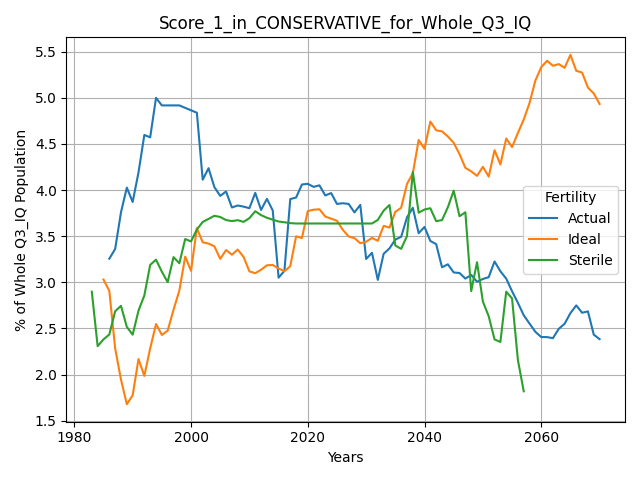 Score_1_in_CONSERVATIVE_for_Whole_Q3_IQ
% of Whole Q3_IQ Population
5.5
5.0
4.5
4.0
3.5
3.0
2.5
2.0
1.5
Fertility
Actual
Ideal
Sterile
1980
2000
2020
2040
2060
Years